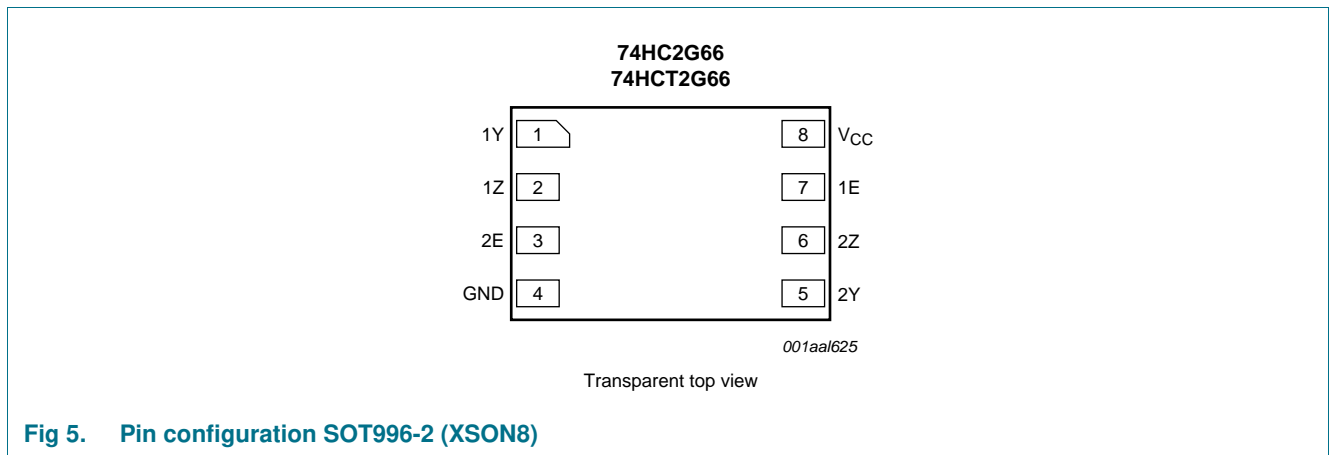 74HC2G66
74HCT2G66
1Y 1 8 VCC
1Z 2 7 1E
2E 3 6 2Z
GND 4 5 2Y
001aal625
Transparent top view
Fig 5. Pin configuration SOT996-2 (XSON8)